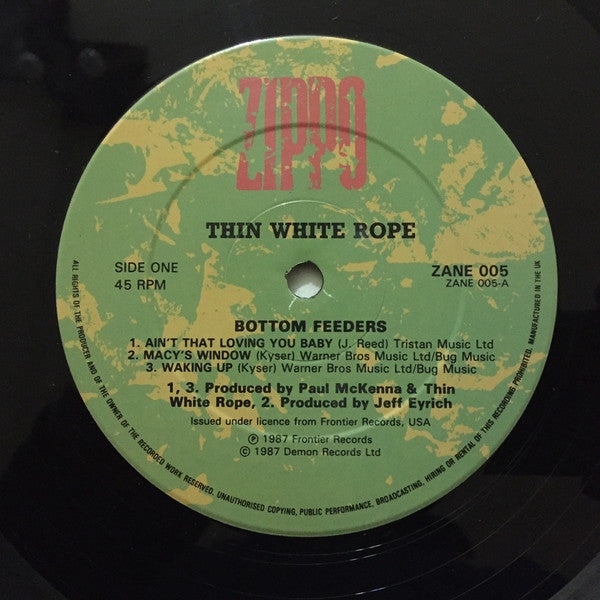 ZIPPO
THIN WHITE ROPE
SIDE ONE
45 RPM
ZANE 005
ZANE 005-A
BOTTOM FEEDERS
1. AIN'T THAT LOVING YOU BABY (J. Reed) Tristan Music Ltd
2. MACY'S WINDOW (Kyser) Warner Bros Music Ltd/Bug Music
3. WAKING UP (Kyser) Warner Bros Music Ltd/Bug Music
1, 3. Produced by Paul McKenna & Thin
White Rope, 2. Produced by Jeff Eyrich
Issued under licence from Frontier Records, USA
℗ 1987 Frontier Records
© 1987 Demon Records Ltd
ALL RIGHTS OF THE PRODUCER AND OF THE OWNER OF THE RECORDED WORK RESERVED. UNAUTHORISED COPYING, PUBLIC PERFORMANCE, BROADCASTING, HIRING OR RENTAL OF THIS RECORDING PROHIBITED. MANUFACTURED IN THE UK